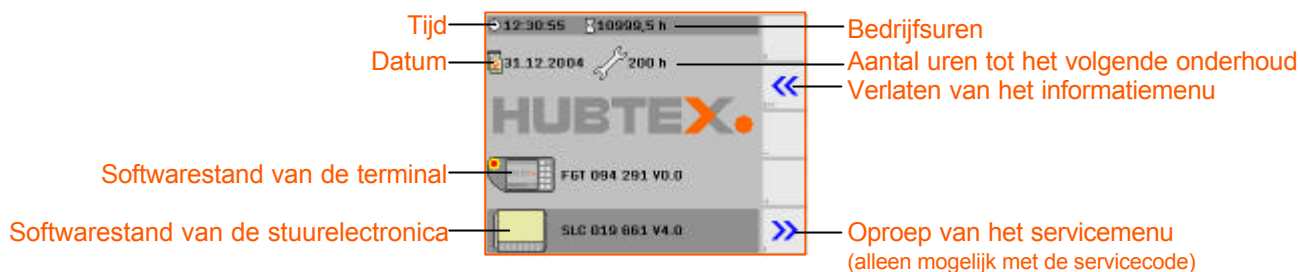 Tijd
12:30:55 10999,5 h
Bedrijfsuren
Datum
31.12.2004 200 h
Aantal uren tot het volgende onderhoud
Verlaten van het informatiemenu
HUBTEX.
Softwarestand van de terminal
FGT 094 291 V0.0
Softwarestand van de stuurelectronica
SLC 019 661 V4.0
Oproep van het servicemenu
(alleen mogelijk met de servicecode)